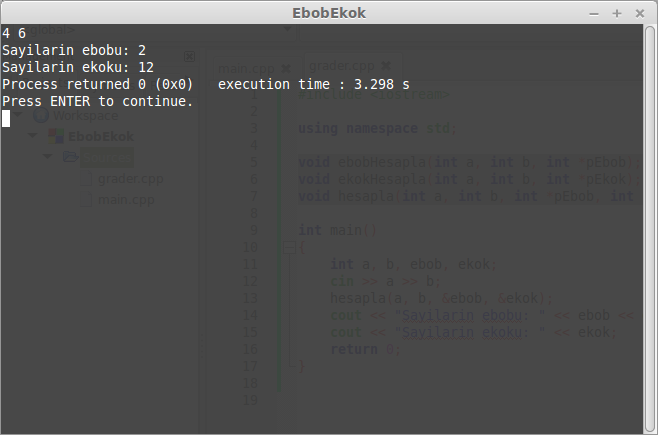 EbobEkok
4 6
Sayilarin ebobu: 2
Sayilarin ekoku: 12
Process returned 0 (0x0)   execution time : 3.298 s
Press ENTER to continue.
Workspace
EbobEkok
grader.cpp
main.cpp
main.cpp
grader.cpp
1 #include <iostream>
2
3 using namespace std;
4
5 void ebobHesapla(int a, int b, int *pEbob);
6 void ekokHesapla(int a, int b, int *pEkok);
7 void hesapla(int a, int b, int *pEbob, int
8
9 int main()
10 {
11 int a, b, ebob, ekok;
12 cin >> a >> b;
13 hesapla(a, b, &ebob, &ekok);
14 cout << "Sayilarin ebobu: " << ebob <<
15 cout << "Sayilarin ekoku: " << ekok;
16 return 0;
17 }
18
19